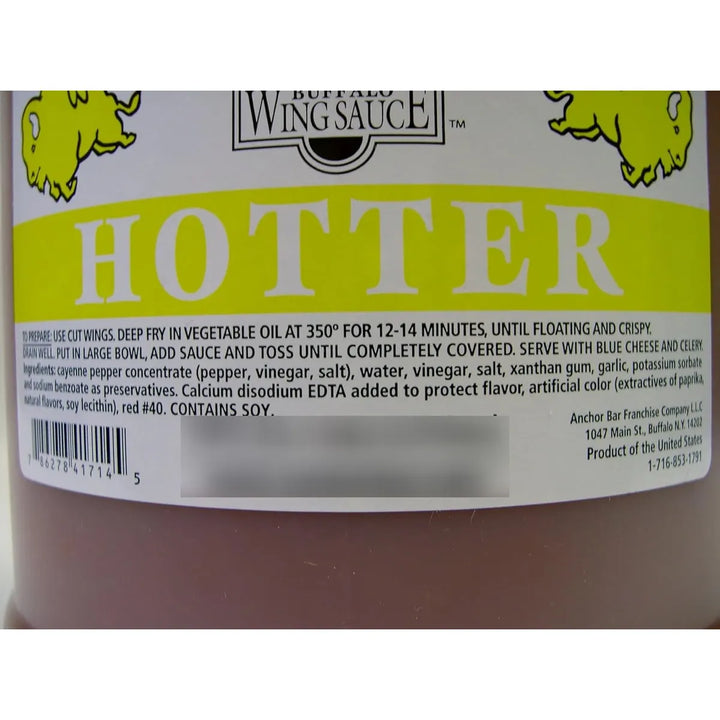 BUFFALO
WING SAUCE
TM
HOTTER
TO PREPARE: USE CUT WINGS. DEEP FRY IN VEGETABLE OIL AT 350º FOR 12-14 MINUTES, UNTIL FLOATING AND CRISPY.
DRAIN WELL. PUT IN LARGE BOWL, ADD SAUCE AND TOSS UNTIL COMPLETELY COVERED. SERVE WITH BLUE CHEESE AND CELERY.
Ingredients: cayenne pepper concentrate (pepper, vinegar, salt), water, vinegar, salt, xanthan gum, garlic, potassium sorbate
and sodium benzoate as preservatives. Calcium disodium EDTA added to protect flavor, artificial color (extractives of paprika,
natural flavors, soy lecithin), red #40. CONTAINS SOY.
Anchor Bar Franchise Company L.L.C
1047 Main St., Buffalo N.Y. 14202
Product of the United States
1-716-853-1791
7 86278 41714 5